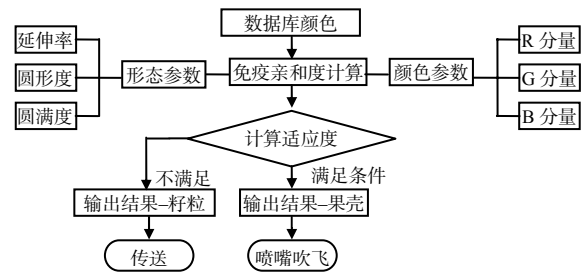 数据库颜色
延伸率
圆形度
圆满度
形态参数
免疫亲和度计算
颜色参数
R 分量
G 分量
B 分量
计算适应度
不满足
满足条件
输出结果–籽粒
输出结果–果壳
传送
喷嘴吹飞